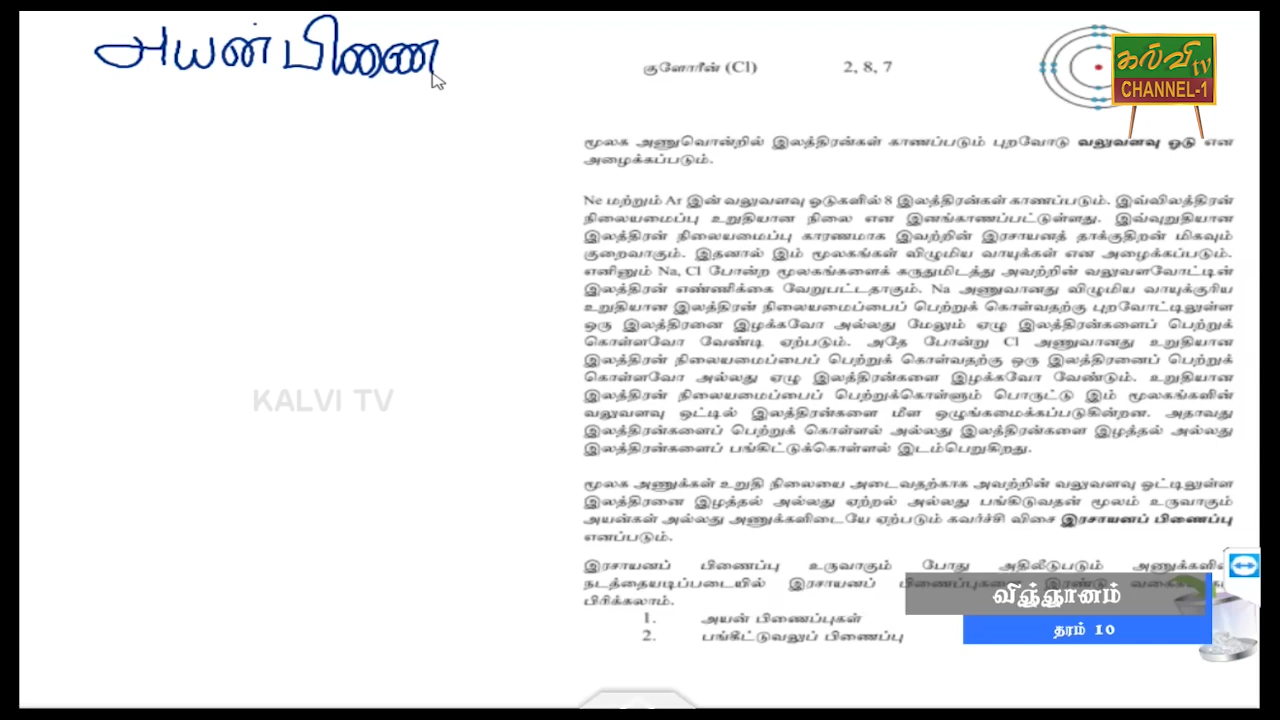 அயன் பிணை
குளோரீன் (Cl) 2, 8, 7
கல்வி tv
CHANNEL-1
மூலக அணுவொன்றில் இலத்திரன்கள் காணப்படும் புறவோடு வலுவளவு ஓடு என
அழைக்கப்படும்.
Ne மற்றும் Ar இன் வலுவளவு ஓடுகளில் 8 இலத்திரன்கள் காணப்படும். இவ்விலத்திரன்
நிலையமைப்பு உறுதியான நிலை என இனங்காணப்பட்டுள்ளது. இவ்வுறுதியான
இலத்திரன் நிலையமைப்பு காரணமாக இவற்றின் இரசாயனத் தாக்குதிறன் மிகவும்
குறைவாகும். இதனால் இம் மூலகங்கள் விழுமிய வாயுக்கள் என அழைக்கப்படும்.
எனினும் Na, Cl போன்ற மூலகங்களைக் கருதுமிடத்து அவற்றின் வலுவளவோட்டின்
இலத்திரன் எண்ணிக்கை வேறுபட்டதாகும். Na அணுவானது விழுமிய வாயுக்குரிய
உறுதியான இலத்திரன் நிலையமைப்பைப் பெற்றுக் கொள்வதற்கு புறவோட்டிலுள்ள
ஒரு இலத்திரனை இழக்கவோ அல்லது மேலும் ஏழு இலத்திரன்களைப் பெற்றுக்
கொள்ளவோ வேண்டி ஏற்படும். அதே போன்று Cl அணுவானது உறுதியான
இலத்திரன் நிலையமைப்பைப் பெற்றுக் கொள்வதற்கு ஒரு இலத்திரனைப் பெற்றுக்
கொள்ளவோ அல்லது ஏழு இலத்திரன்களை இழக்கவோ வேண்டும். உறுதியான
இலத்திரன் நிலையமைப்பைப் பெற்றுக்கொள்ளும் பொருட்டு இம் மூலகங்களின்
வலுவளவு ஓட்டில் இலத்திரன்களை மீள ஒழுங்கமைக்கப்படுகின்றன. அதாவது
இலத்திரன்களைப் பெற்றுக் கொள்ளல் அல்லது இலத்திரன்களை இழத்தல் அல்லது
இலத்திரன்களைப் பங்கிட்டுக்கொள்ளல் இடம்பெறுகிறது.
KALVI TV
மூலக அணுக்கள் உறுதி நிலையை அடைவதற்காக அவற்றின் வலுவளவு ஓட்டிலுள்ள
இலத்திரனை இழத்தல் அல்லது ஏற்றல் அல்லது பங்கிடுவதன் மூலம் உருவாகும்
அயன்கள் அல்லது அணுக்களிடையே ஏற்படும் கவர்ச்சி விசை இரசாயனப் பிணைப்பு
எனப்படும்.
இரசாயனப் பிணைப்பு உருவாகும் போது அதிலீடுபடும்
நடத்தையடிப்படையில் இரசாயனப்
பிரிக்கலாம்.
1. அயன் பிணைப்புகள்
2. பங்கீட்டுவலுப் பிணைப்பு
விஞ்ஞானம்
தரம் 10